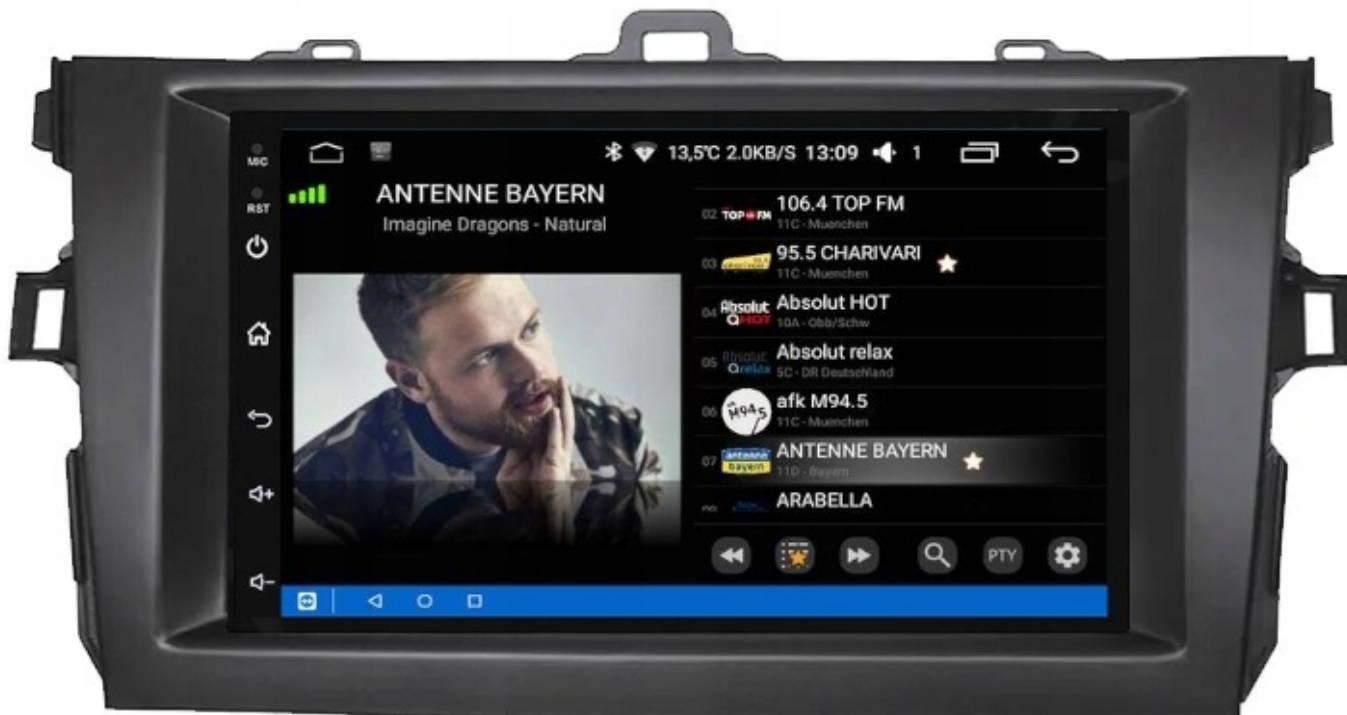 MIC
RST
13,5°C 2.0KB/S 13:09 1
ANTENNE BAYERN
Imagine Dragons - Natural
02 TOP FM 106.4 TOP FM
11C - Muenchen
03 95.5 CHARIVARI
11C - Muenchen
04 Absolut HOT Absolut HOT
10A - Obb/Schw
05 Absolut relax Absolut relax
5C - DR Deutschland
06 M94.5 afk M94.5
11C - Muenchen
07 antenne bayern ANTENNE BAYERN
11D - Bayern
ARABELLA
PTY